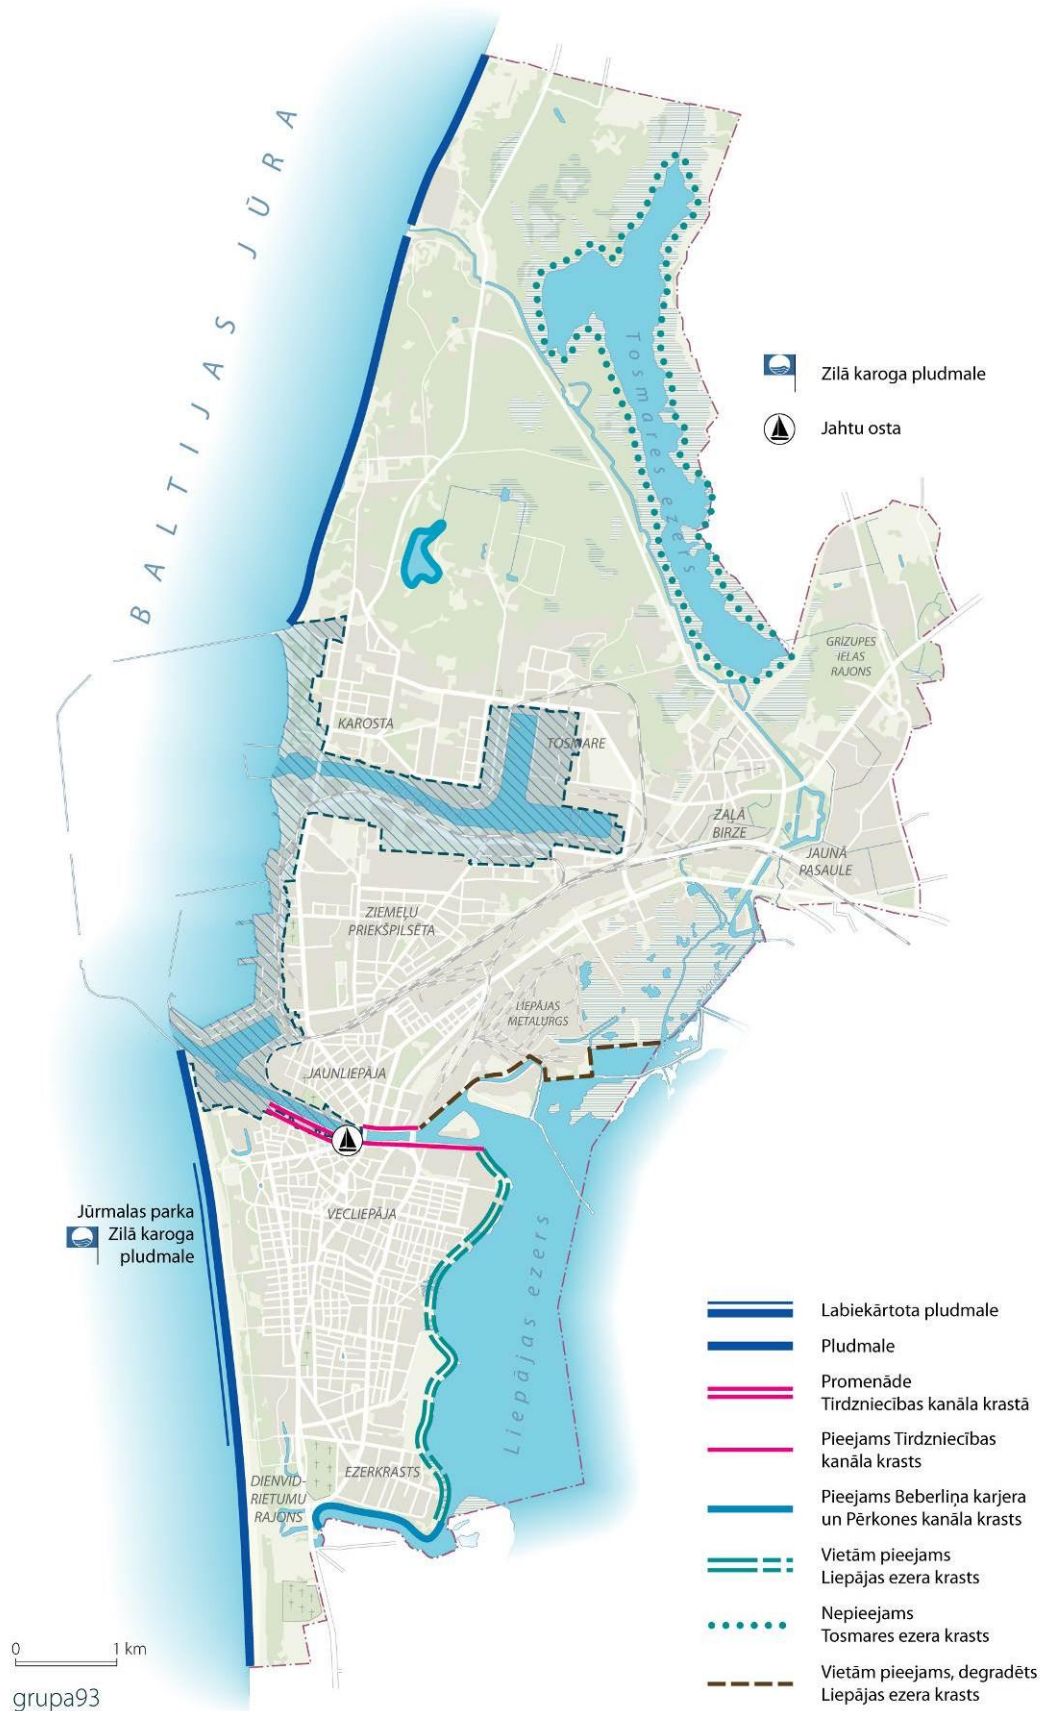 BALTIJAS JŪRA
Tosmares ezers
Zilā karoga pludmale
Jahtu osta
GRĪZUPES
IELAS
RAJONS
KAROSTA
TOSMARE
ZAĻĀ
BIRZE
JAUNĀ
PASAULE
ZIEMEĻU
PRIEKŠPILSĒTA
LIEPĀJAS
METALURGS
JAUNLIEPĀJA
VECLIEPĀJA
Jūrmalas parka
Zilā karoga
pludmale
Liepājas ezers
EZERKRASTS
DIENVID-
RIETUMU
RAJONS
Labiekārtota pludmale
Pludmale
Promenāde
Tirdzniecības kanāla krastā
Pieejams Tirdzniecības
kanāla krasts
Pieejams Beberliņa karjera
un Pērkones kanāla krasts
Vietām pieejams
Liepājas ezera krasts
Nepieejams
Tosmares ezera krasts
Vietām pieejams, degradēts
Liepājas ezera krasts
0 1 km
grupa93